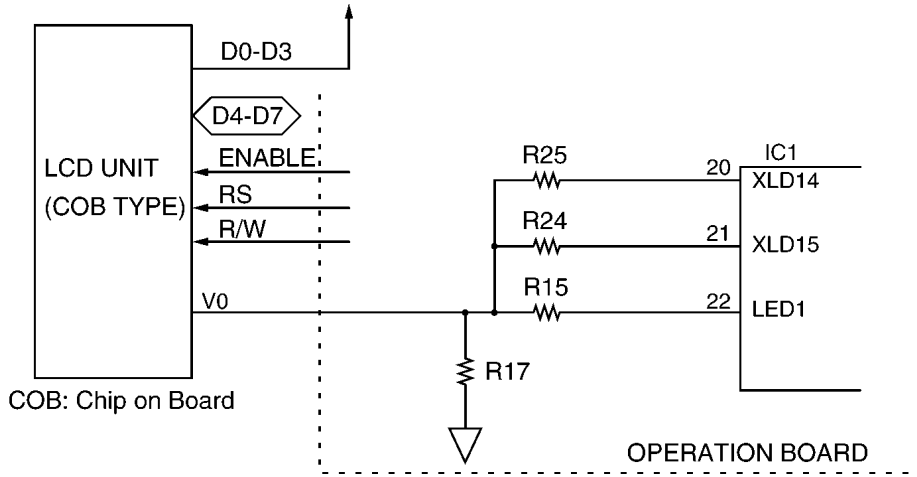 D0-D3
D4-D7
LCD UNIT
(COB TYPE)
ENABLE
RS
R/W
V0
COB: Chip on Board
R25
R24
R15
R17
IC1
20 XLD14
21 XLD15
22 LED1
OPERATION BOARD